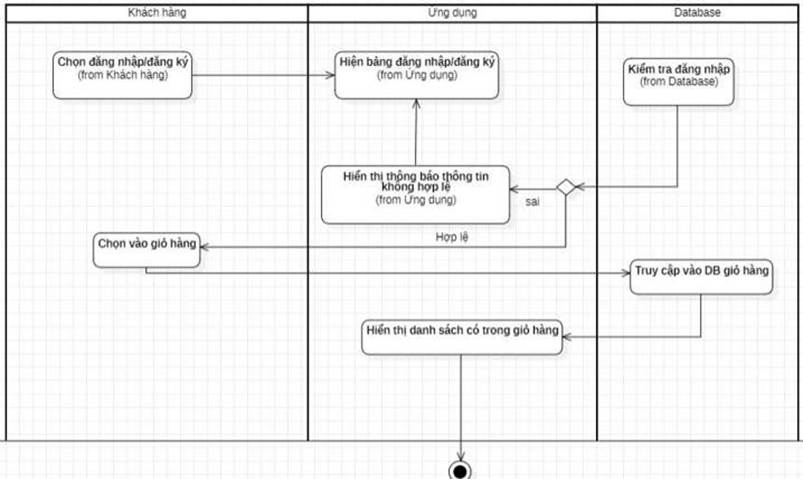 Khách hàng
Ứng dụng
Database
Chọn đăng nhập/đăng ký
(from Khách hàng)
Hiện bảng đăng nhập/đăng ký
(from Ứng dụng)
Kiểm tra đăng nhập
(from Database)
Hiển thị thông báo thông tin
không hợp lệ
(from Ứng dụng)
sai
Hợp lệ
Chọn vào giỏ hàng
Truy cập vào DB giỏ hàng
Hiển thị danh sách có trong giỏ hàng